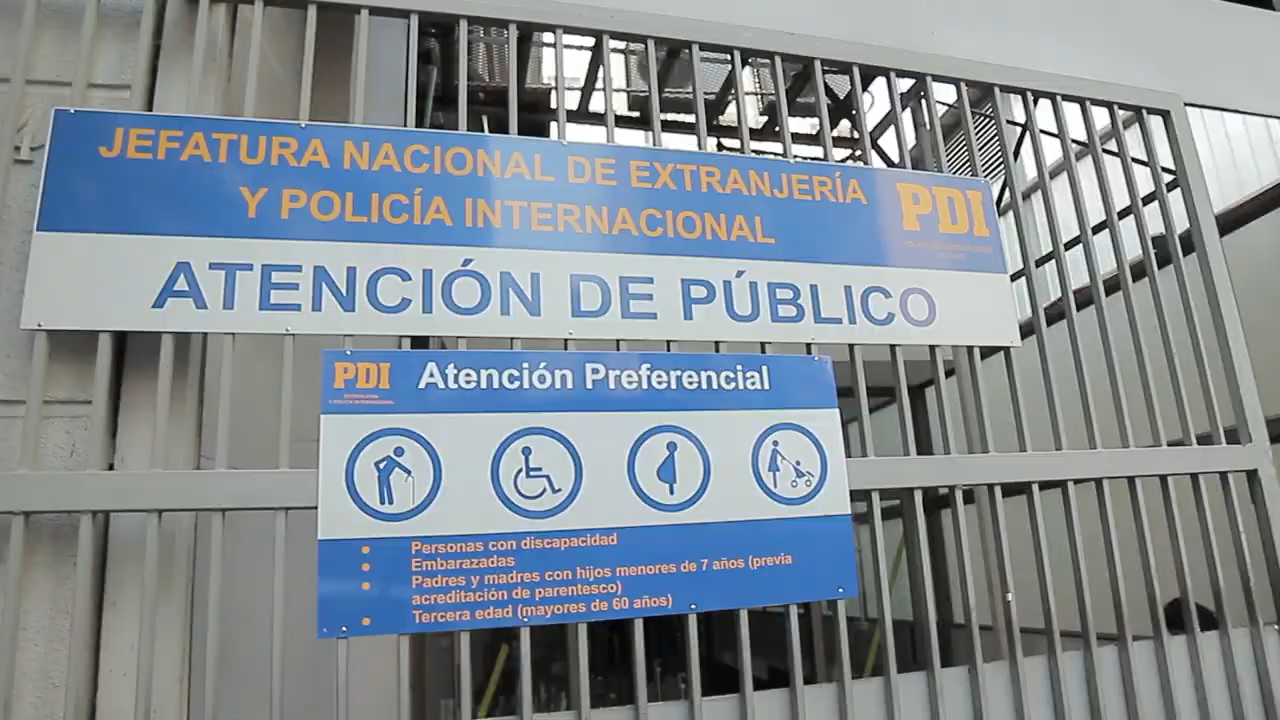 JEFATURA NACIONAL DE EXTRANJERÍA
Y POLICÍA INTERNACIONAL
PDI
ATENCIÓN DE PÚBLICO
PDI
Atención Preferencial
Personas con discapacidad
Embarazadas
Padres y madres con hijos menores de 7 años (previa
acreditación de parentesco)
Tercera edad (mayores de 60 años)